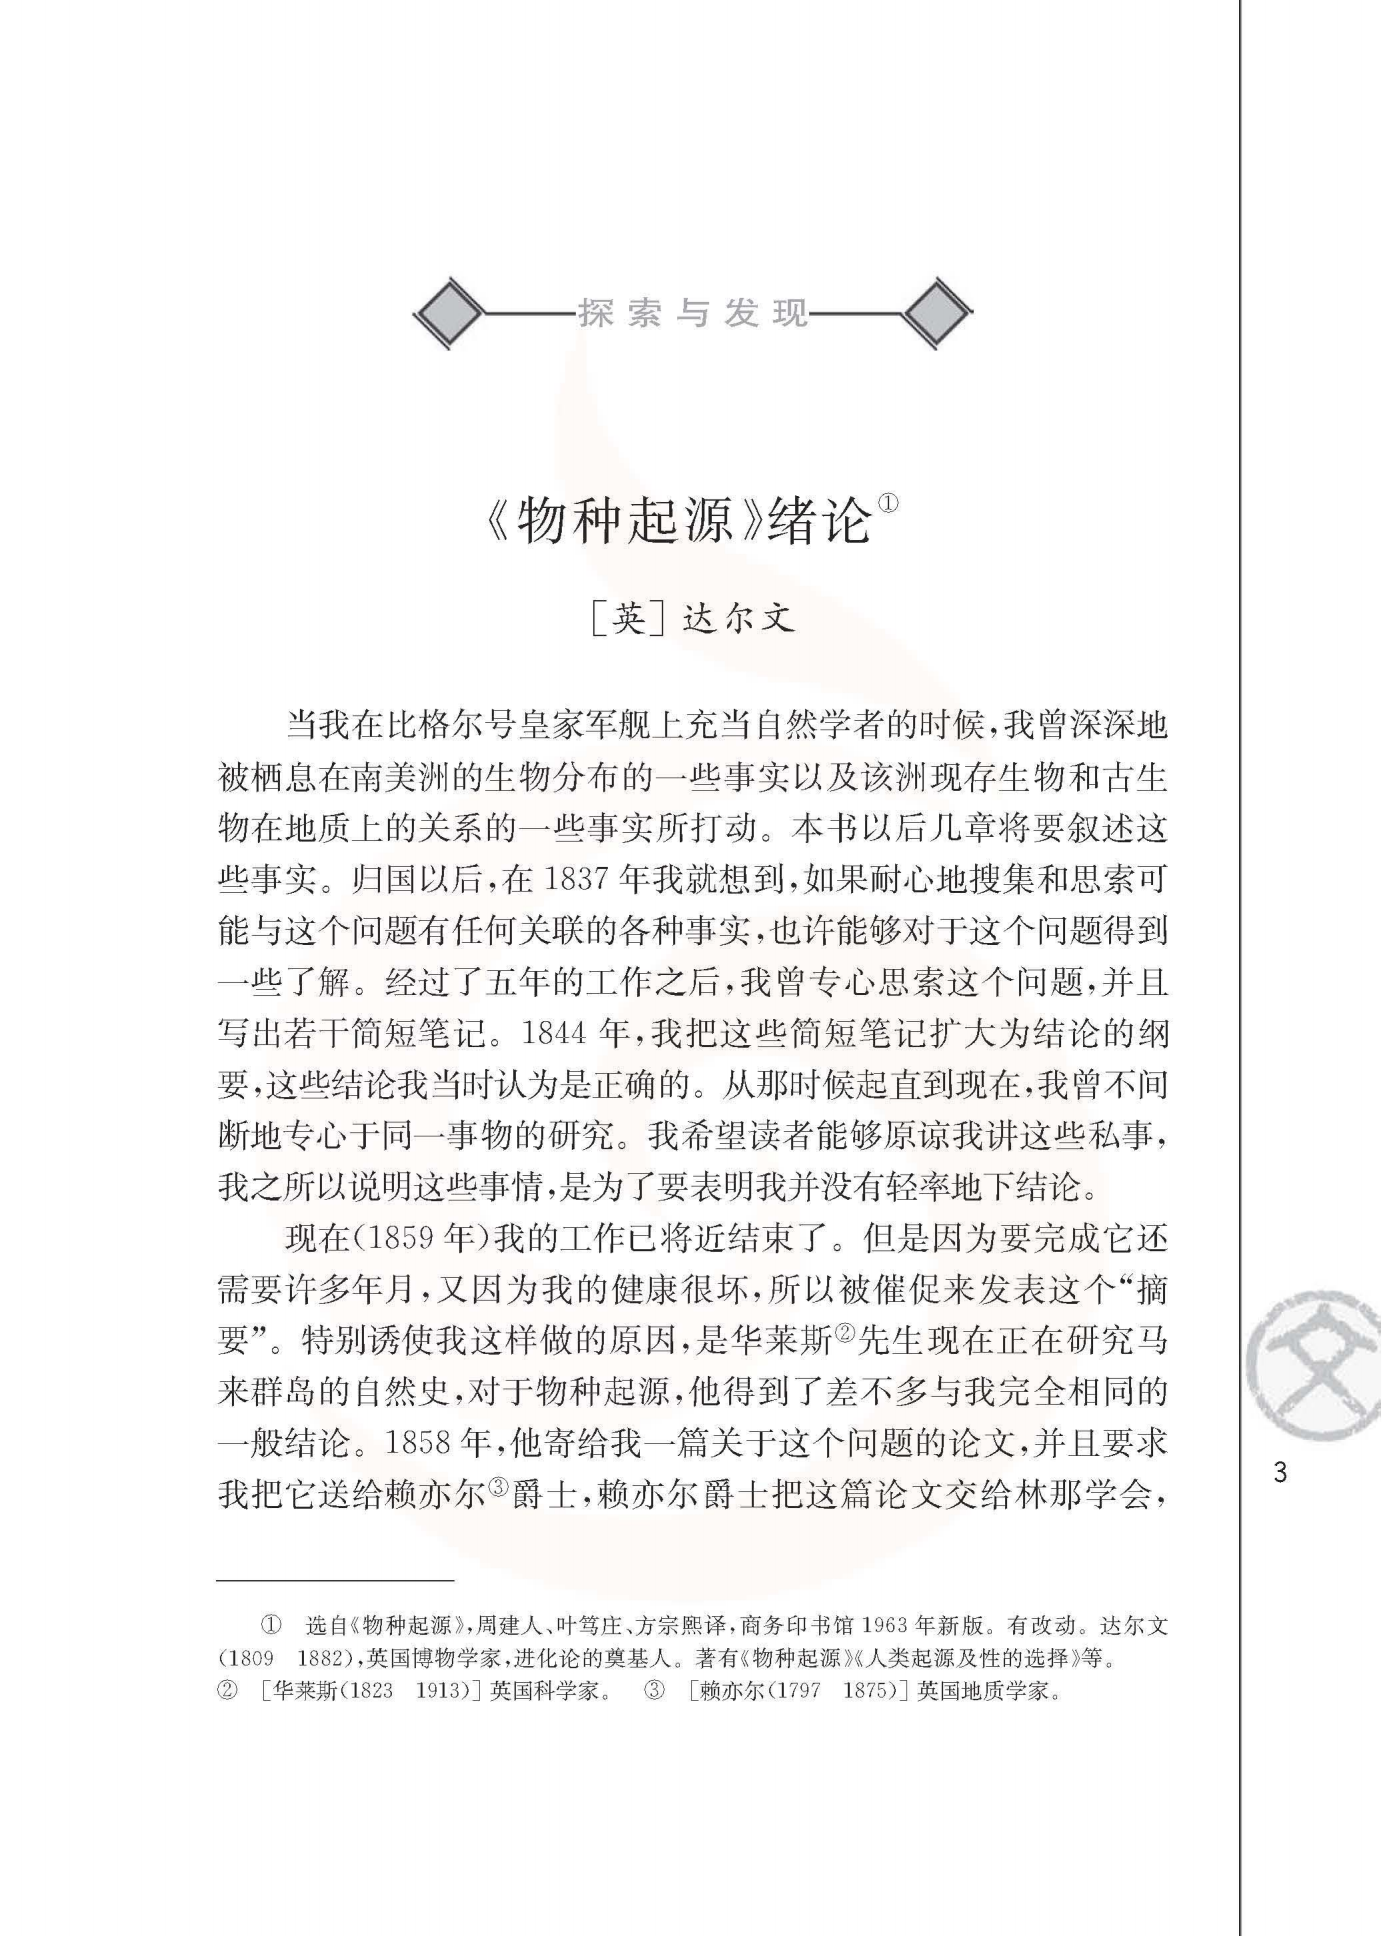 探索与发现
《物种起源》绪论①
［英］达尔文
当我在比格尔号皇家军舰上充当自然学者的时候，我曾深深地
被栖息在南美洲的生物分布的一些事实以及该洲现存生物和古生
物在地质上的关系的一些事实所打动。本书以后几章将要叙述这
些事实。归国以后，在 1837 年我就想到，如果耐心地搜集和思索可
能与这个问题有任何关联的各种事实，也许能够对于这个问题得到
一些了解。经过了五年的工作之后，我曾专心思索这个问题，并且
写出若干简短笔记。1844 年，我把这些简短笔记扩大为结论的纲
要，这些结论我当时认为是正确的。从那时候起直到现在，我曾不间
断地专心于同一事物的研究。我希望读者能够原谅我讲这些私事，
我之所以说明这些事情，是为了要表明我并没有轻率地下结论。
现在（1859 年）我的工作已将近结束了。但是因为要完成它还
需要许多年月，又因为我的健康很坏，所以被催促来发表这个“摘
要”。特别诱使我这样做的原因，是华莱斯②先生现在正在研究马
来群岛的自然史，对于物种起源，他得到了差不多与我完全相同的
一般结论。1858 年，他寄给我一篇关于这个问题的论文，并且要求
我把它送给赖亦尔③爵士，赖亦尔爵士把这篇论文交给林那学会，
文
3
① 选自《物种起源》，周建人、叶笃庄、方宗熙译，商务印书馆 1963 年新版。有改动。达尔文
（1809 1882），英国博物学家，进化论的奠基人。著有《物种起源》《人类起源及性的选择》等。
② ［华莱斯（1823 1913）］英国科学家。 ③ ［赖亦尔（1797 1875）］英国地质学家。